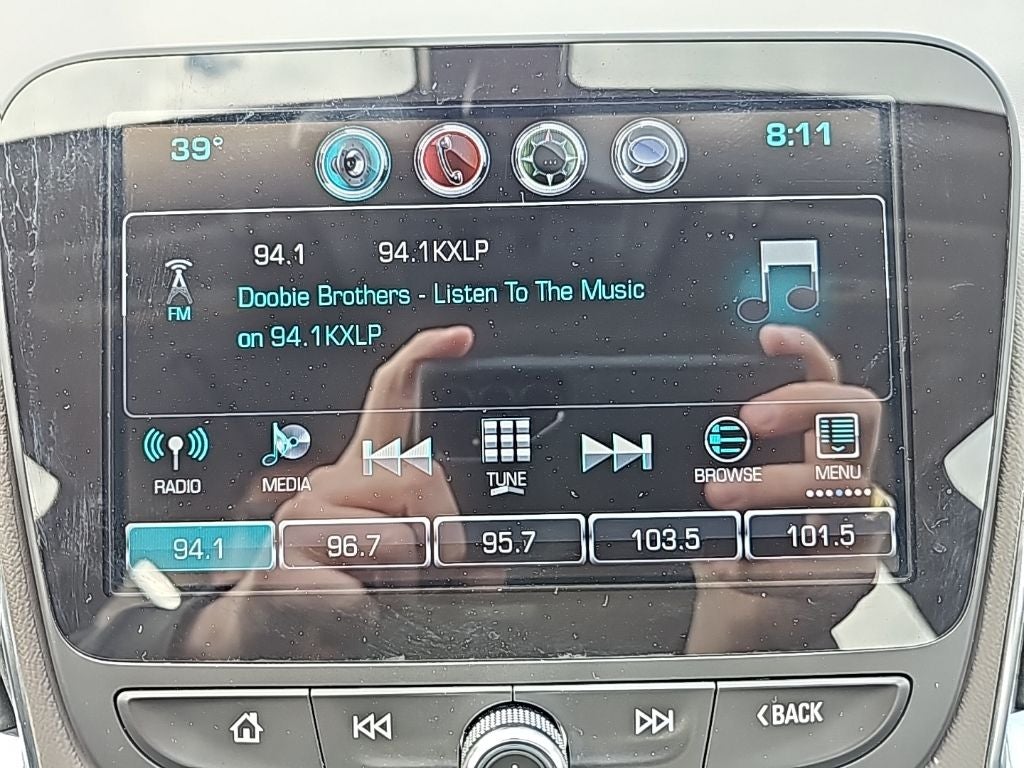 39° 8:11
94.1 94.1KXLP
Doobie Brothers - Listen To The Music
on 94.1KXLP
FM
RADIO MEDIA TUNE BROWSE MENU
94.1 96.7 95.7 103.5 101.5
BACK